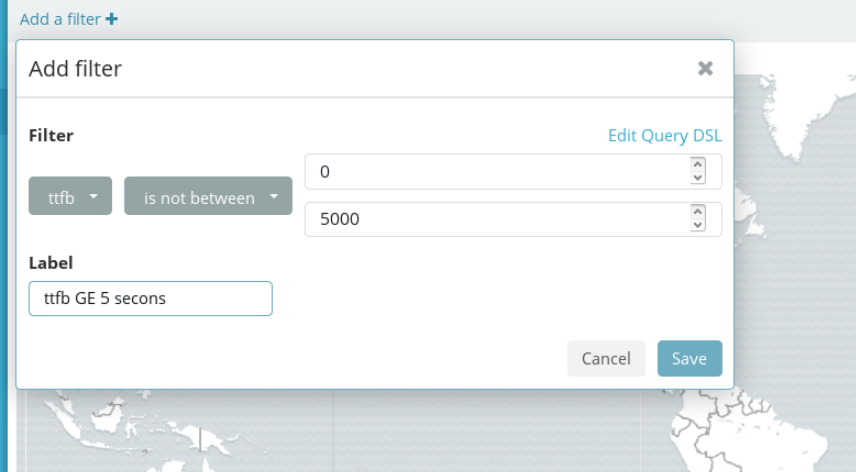 Add a filter +
Add filter
Filter
Edit Query DSL
ttfb
is not between
0
5000
Label
ttfb GE 5 secons
Cancel
Save